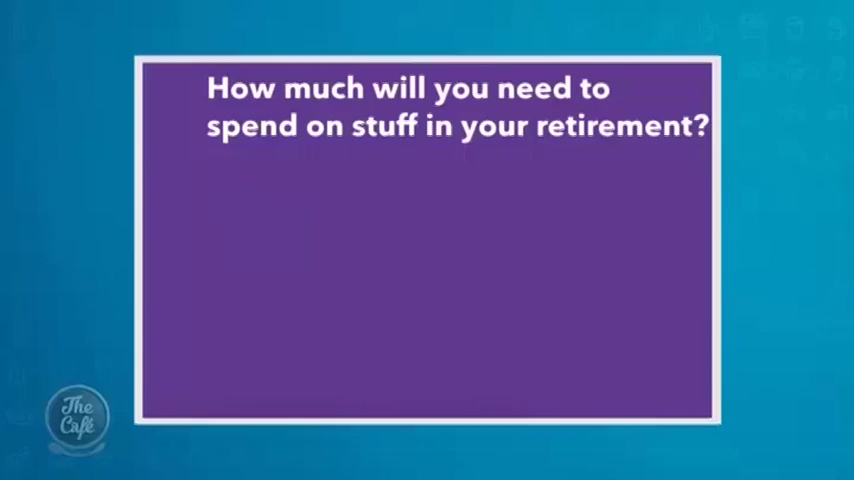 How much will you need to
spend on stuff in your retirement?
The
Café